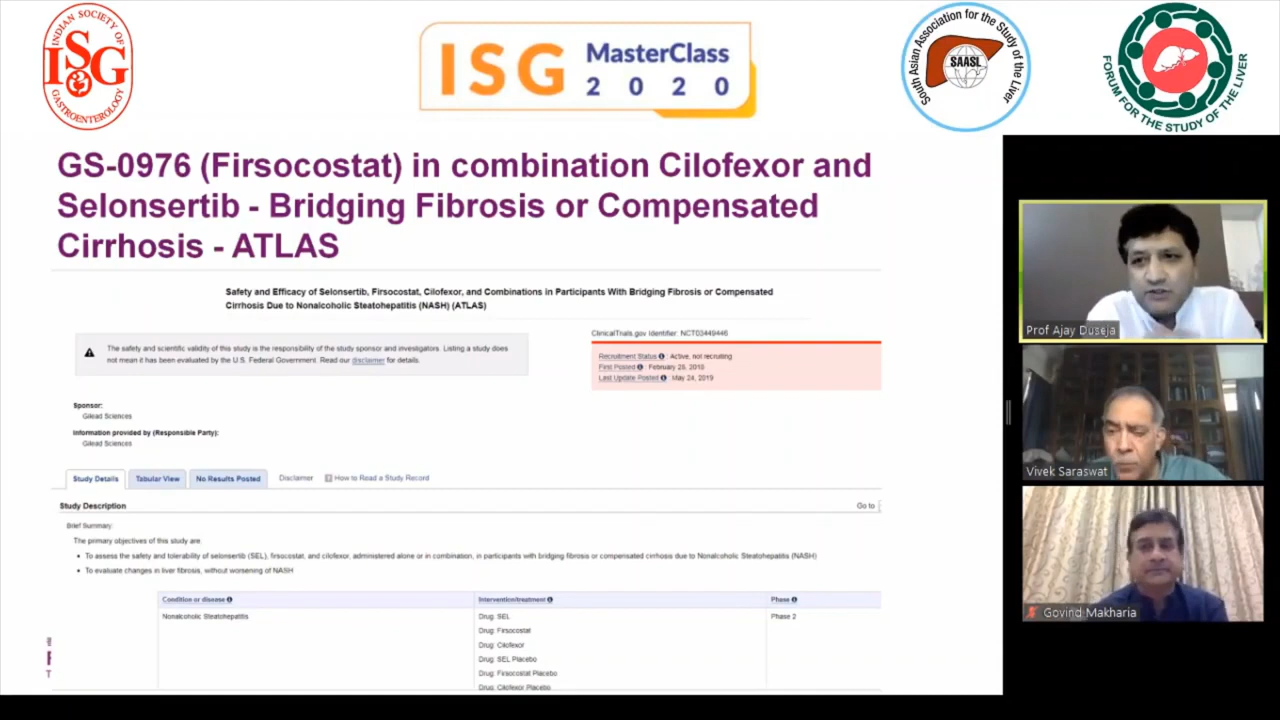 INDIAN SOCIETY OF
ISG
GASTROENTEROLOGY
ISG MasterClass
2 0 2 0
South Asian Association for the Study of the Liver
SAASL
FORUM FOR THE STUDY OF THE LIVER
GS-0976 (Firsocostat) in combination Cilofexor and
Selonsertib - Bridging Fibrosis or Compensated
Cirrhosis - ATLAS
Safety and Efficacy of Selonsertib, Firsocostat, Cilofexor, and Combinations in Participants With Bridging Fibrosis or Compensated
Cirrhosis Due to Nonalcoholic Steatohepatitis (NASH) (ATLAS)
The safety and scientific validity of this study is the responsibility of the study sponsor and investigators. Listing a study does
not mean it has been evaluated by the U.S. Federal Government. Read our disclaimer for details.
ClinicalTrials.gov Identifier: NCT03449446
Recruitment Status : Active, not recruiting
First Posted : February 28, 2018
Last Update Posted : May 24, 2019
Sponsor:
Gilead Sciences
Information provided by (Responsible Party):
Gilead Sciences
Study Details Tabular View No Results Posted Disclaimer How to Read a Study Record
Study Description
Go to
Brief Summary:
The primary objectives of this study are
• To assess the safety and tolerability of selonsertib (SEL), firsocostat, and cilofexor, administered alone or in combination, in participants with bridging fibrosis or compensated cirrhosis due to Nonalcoholic Steatohepatitis (NASH)
• To evaluate changes in liver fibrosis, without worsening of NASH
Condition or disease Intervention/treatment Phase
Nonalcoholic Steatohepatitis Drug: SEL Phase 2
Drug: Firsocostat
Drug: Cilofexor
Drug: SEL Placebo
Drug: Firsocostat Placebo
Drug: Cilofexor Placebo
Prof Ajay Duseja
Vivek Saraswat
Govind Makharia